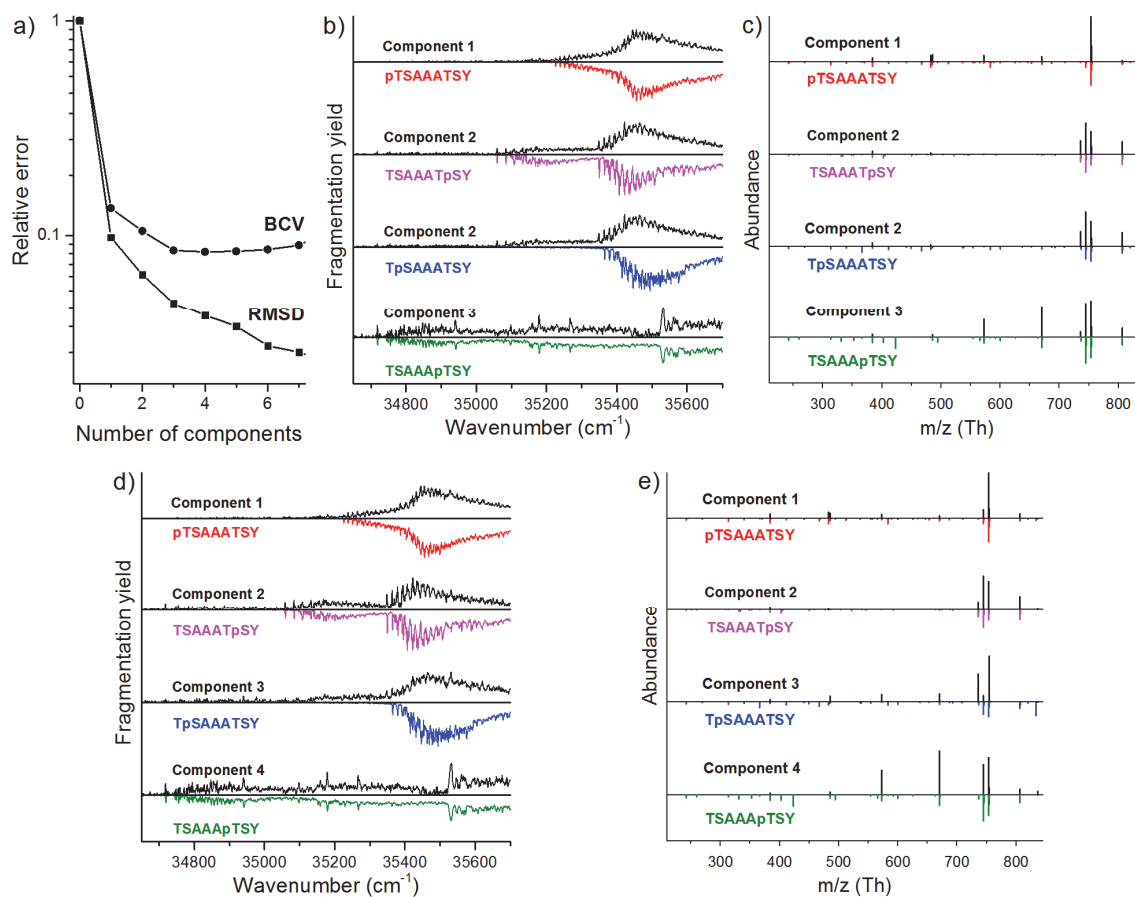 a)
1
0.1
Relative error
BCV
RMSD
0 1 2 3 4 5 6 7
Number of components
b)
Fragmentation yield
Component 1
pTSAAATSY
Component 2
TSAAATpSY
Component 2
TpSAAATSY
Component 3
TSAAApTSY
34800 35000 35200 35400 35600
Wavenumber (cm⁻¹)
c)
Abundance
Component 1
pTSAAATSY
Component 2
TSAAATpSY
Component 2
TpSAAATSY
Component 3
TSAAApTSY
300 400 500 600 700 800
m/z (Th)
d)
Fragmentation yield
Component 1
pTSAAATSY
Component 2
TSAAATpSY
Component 3
TpSAAATSY
Component 4
TSAAApTSY
34800 35000 35200 35400 35600
Wavenumber (cm⁻¹)
e)
Abundance
Component 1
pTSAAATSY
Component 2
TSAAATpSY
Component 3
TpSAAATSY
Component 4
TSAAApTSY
300 400 500 600 700 800
m/z (Th)